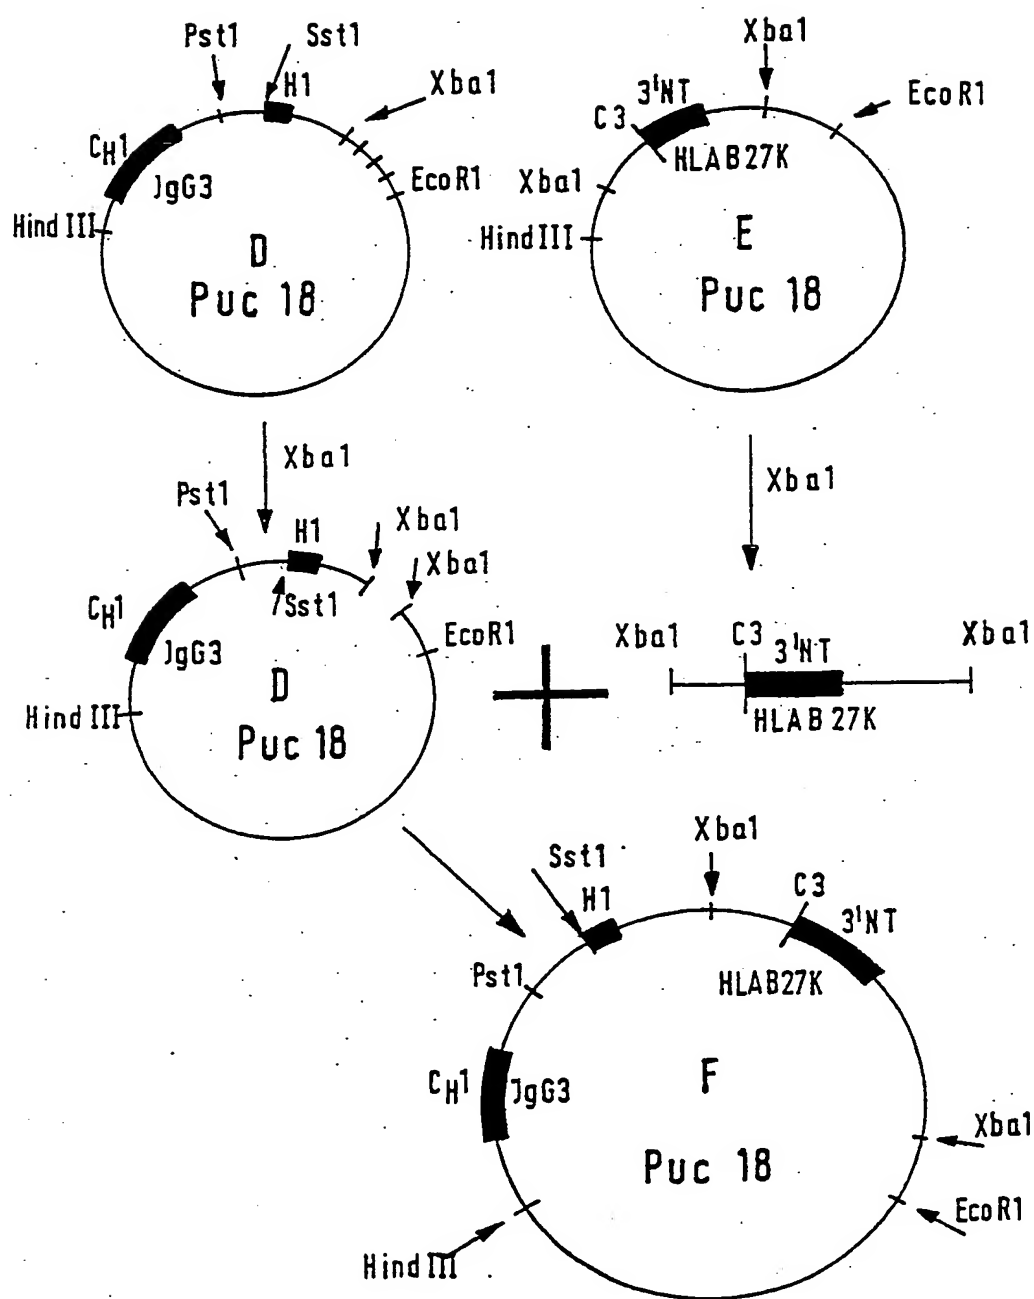 Pst1
Sst1
H1
Xba1
CH1
JgG3
EcoR1
Hind III
D
Puc 18
Xba1
EcoR1
3'NT
C3
HLAB27K
Xba1
Hind III
E
Puc 18
Xba1
Xba1
Pst1
H1
Xba1
Xba1
Sst1
CH1
JgG3
EcoR1
D
Hind III
Puc 18
Xba1
C3
3'NT
Xba1
HLAB27K
Xba1
Sst1
H1
C3
3'NT
Pst1
HLAB27K
CH1
JgG3
F
Xba1
Puc 18
EcoR1
Hind III